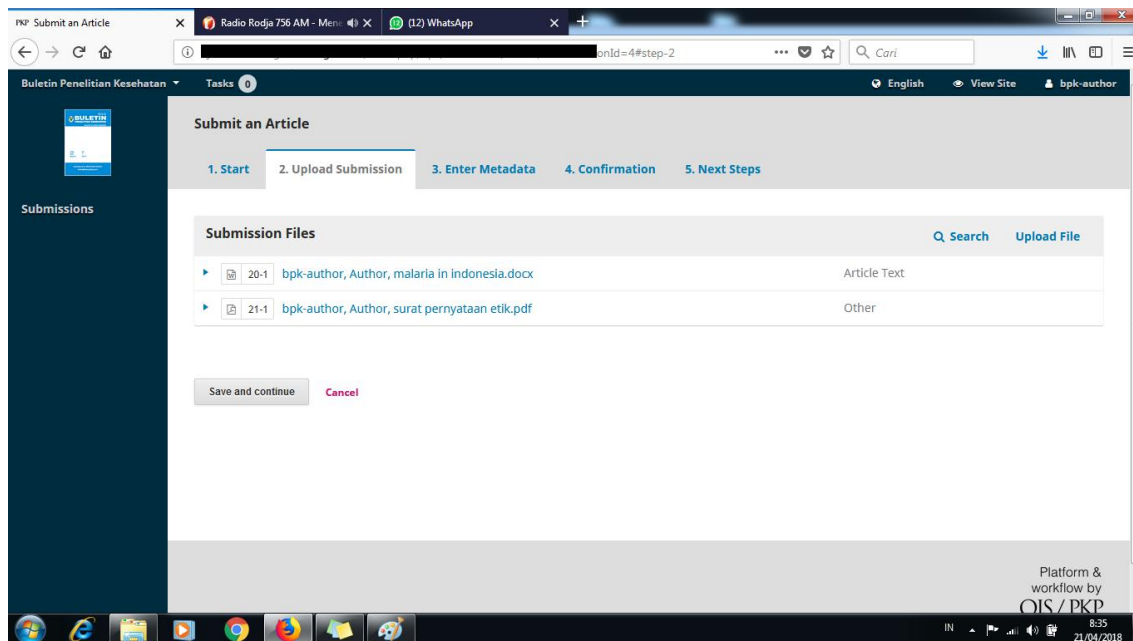 PKP Submit an Article
Radio Rodja 756 AM - Mene
(12) WhatsApp
onId=4#step-2
Cari
Buletin Penelitian Kesehatan
Tasks 0
English
View Site
bpk-author
BULETIN
Submit an Article
1. Start
2. Upload Submission
3. Enter Metadata
4. Confirmation
5. Next Steps
Submissions
Submission Files
Search
Upload File
20-1 bpk-author, Author, malaria in indonesia.docx
Article Text
21-1 bpk-author, Author, surat pernyataan etik.pdf
Other
Save and continue
Cancel
Platform &
workflow by
OJS / PKP
IN
8:35
21/04/2018